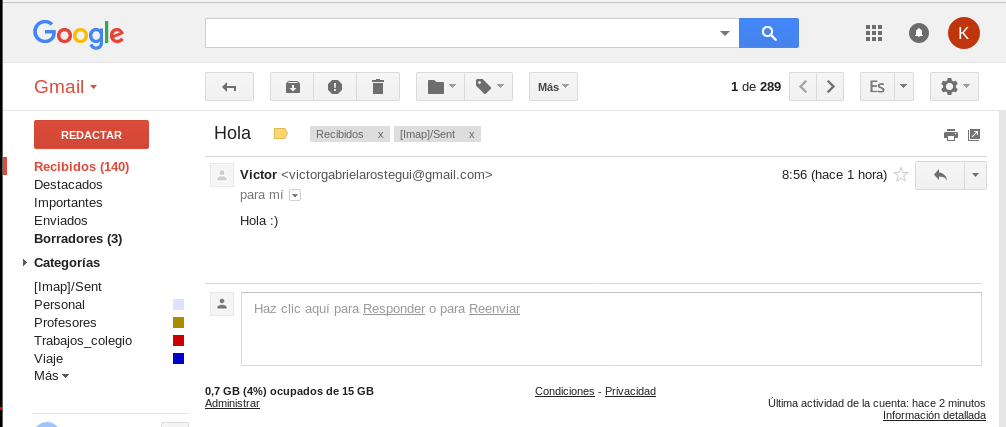 Google
K
Gmail
Más
1 de 289
Es
REDACTAR
Hola
Recibidos x
[Imap]/Sent x
Recibidos (140)
Destacados
Importantes
Enviados
Borradores (3)
Categorías
[Imap]/Sent
Personal
Profesores
Trabajos_colegio
Viaje
Más
Victor <victorgabrielarostegui@gmail.com>
8:56 (hace 1 hora)
para mí
Hola :)
Haz clic aquí para Responder o para Reenviar
0,7 GB (4%) ocupados de 15 GB
Administrar
Condiciones - Privacidad
Última actividad de la cuenta: hace 2 minutos
Información detallada